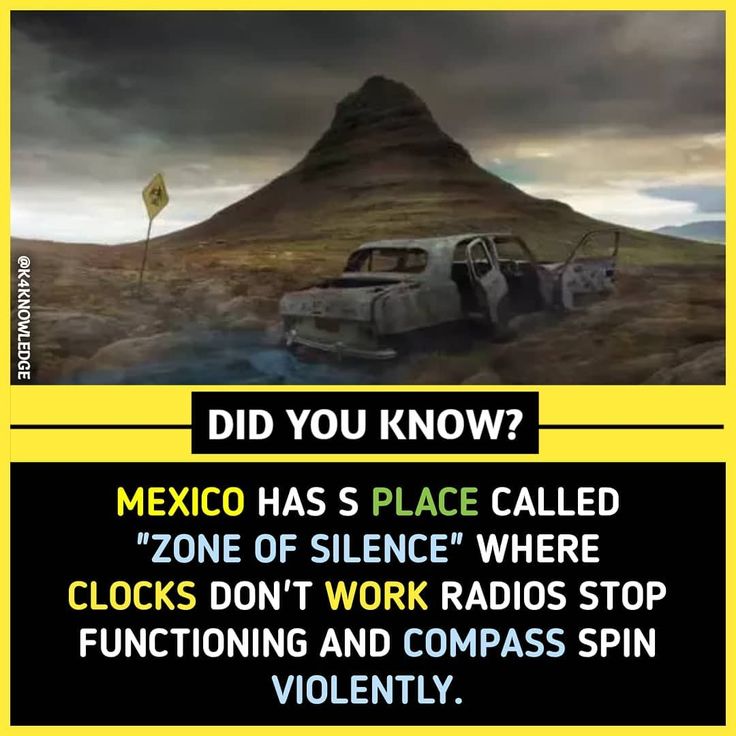 @K4KNOWLEDGE
DID YOU KNOW?
MEXICO HAS S PLACE CALLED
"ZONE OF SILENCE" WHERE
CLOCKS DON'T WORK RADIOS STOP
FUNCTIONING AND COMPASS SPIN
VIOLENTLY.